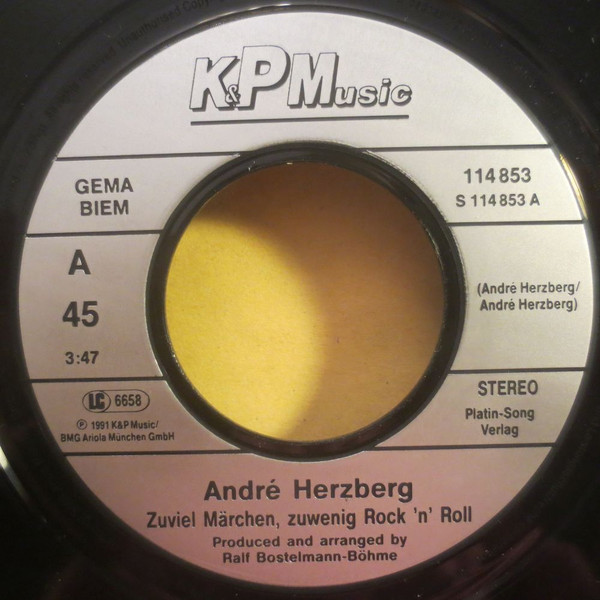 K&P Music
GEMA
BIEM
114 853
S 114 853 A
A
45
3:47
(André Herzberg/
André Herzberg)
LC 6658
℗ 1991 K&P Music/
BMG Ariola München GmbH
STEREO
Platin-Song
Verlag
André Herzberg
Zuviel Märchen, zuwenig Rock 'n' Roll
Produced and arranged by
Ralf Bostelmann-Böhme